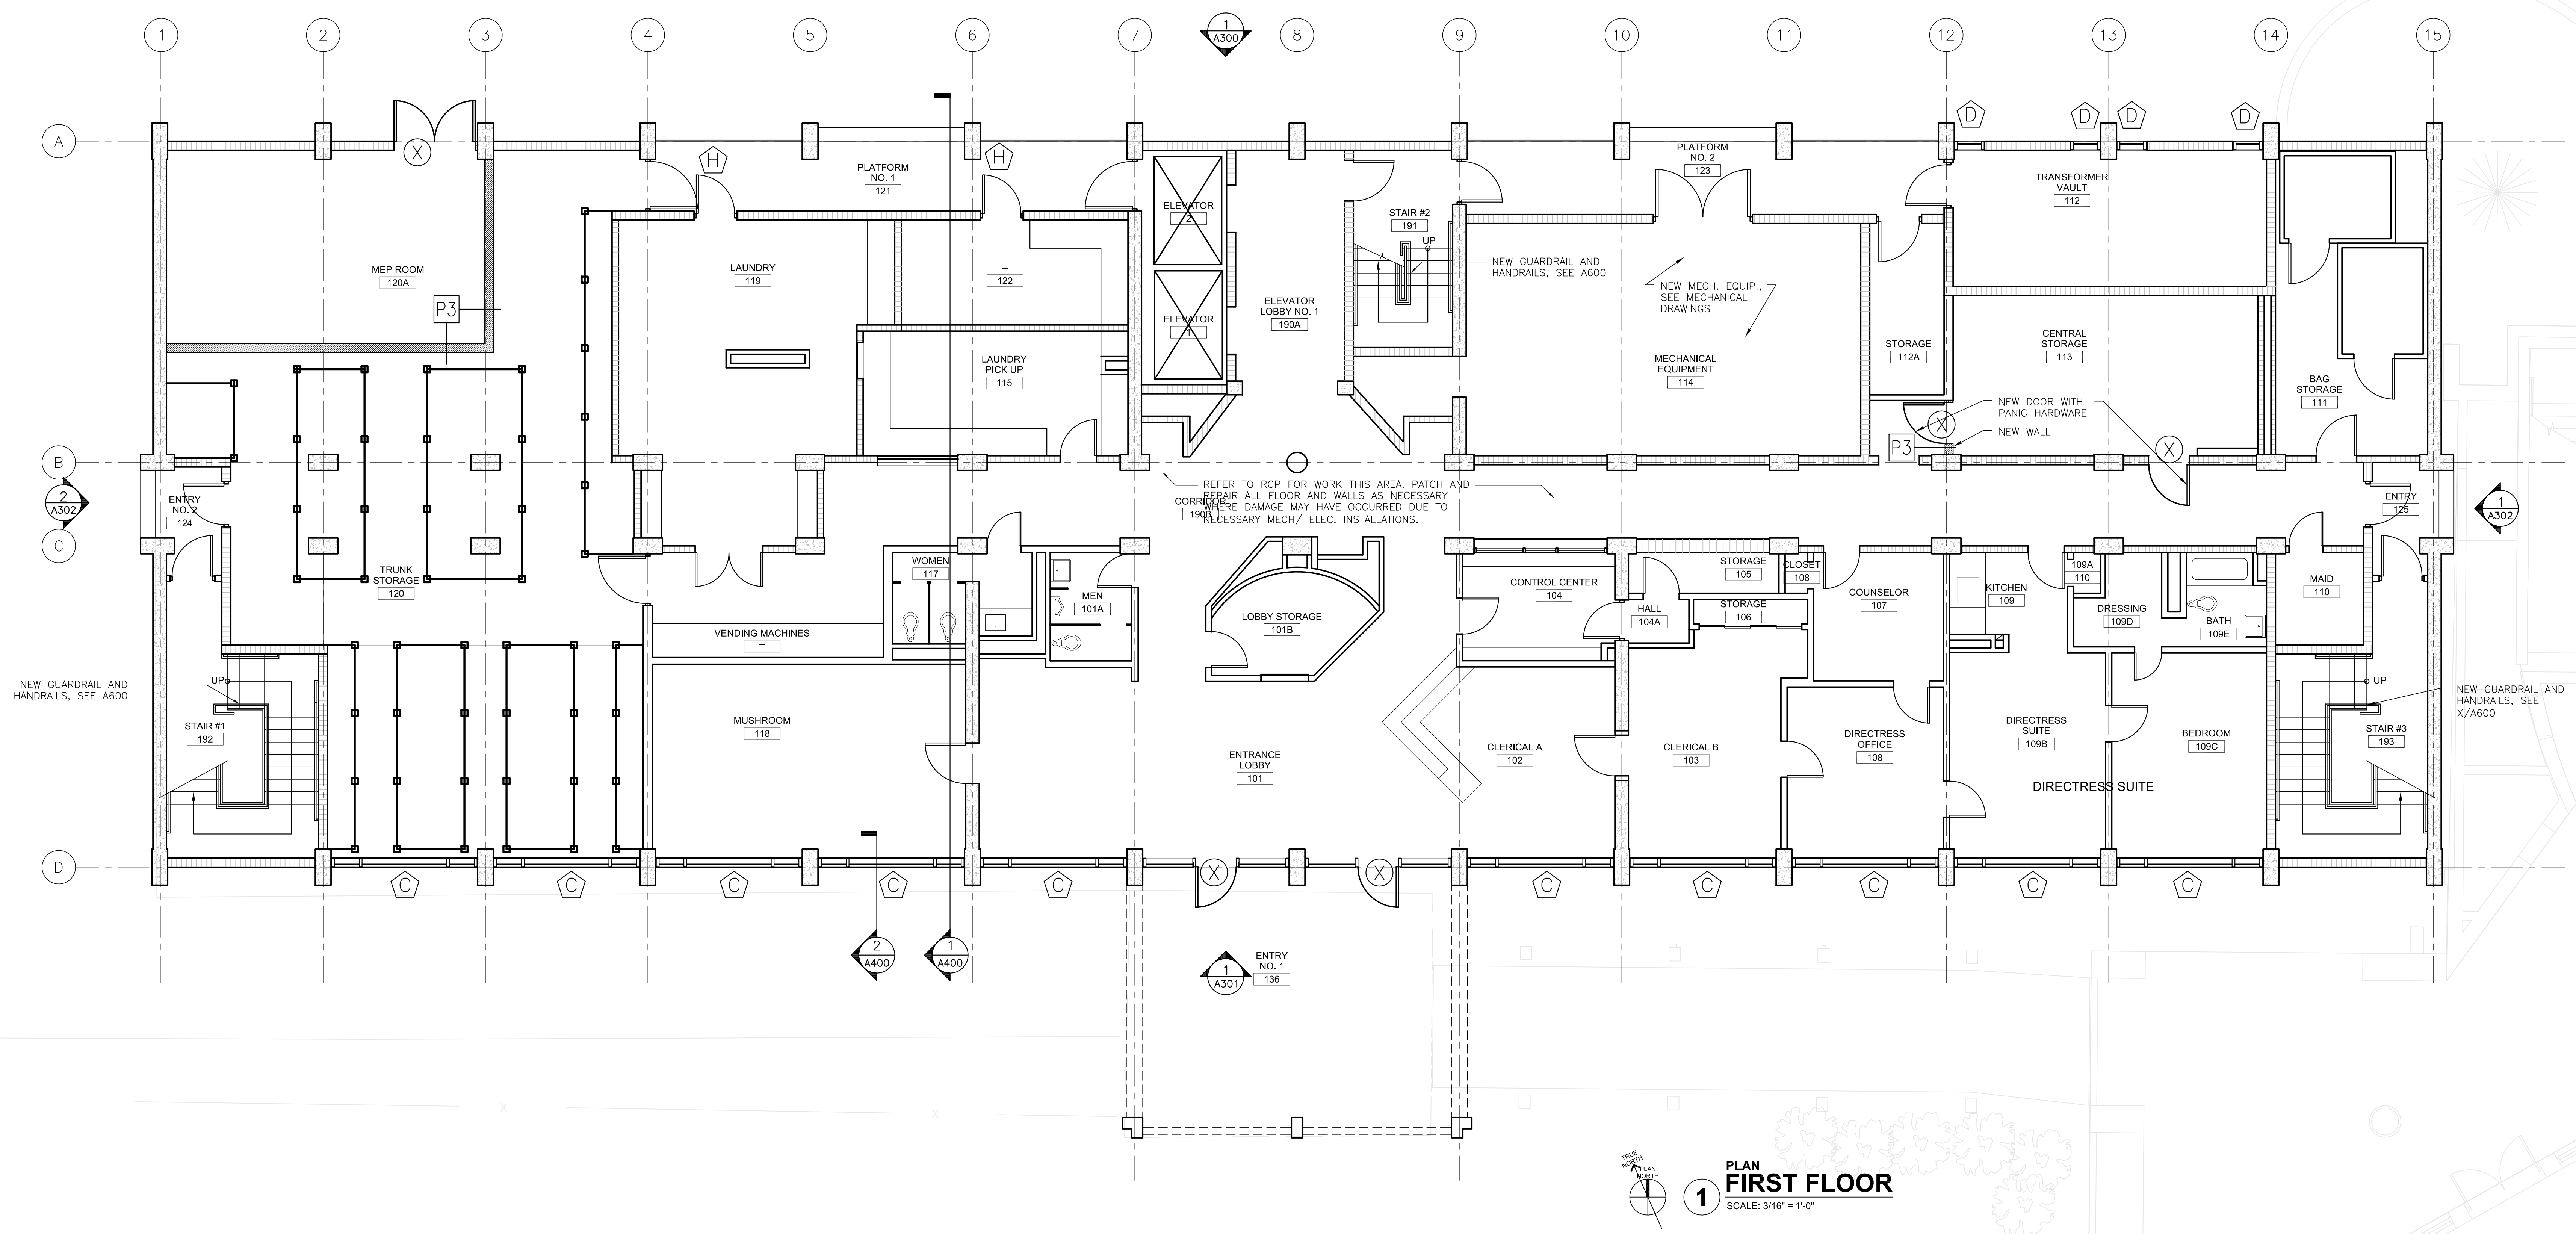 1
2
3
4
5
6
7
8
9
10
11
12
13
14
15
1
A300
A
B
C
D
2
A302
1
A302
D
D
D
D
H
H
X
PLATFORM
NO. 1
121
PLATFORM
NO. 2
123
TRANSFORMER
VAULT
112
ELEVATOR
2
ELEVATOR
1
STAIR #2
191
UP
NEW GUARDRAIL AND
HANDRAILS, SEE A600
MEP ROOM
120A
P3
LAUNDRY
119
--
122
ELEVATOR
LOBBY NO. 1
190A
NEW MECH. EQUIP.,
SEE MECHANICAL
DRAWINGS
MECHANICAL
EQUIPMENT
114
STORAGE
112A
CENTRAL
STORAGE
113
LAUNDRY
PICK UP
115
BAG
STORAGE
111
NEW DOOR WITH
PANIC HARDWARE
NEW WALL
X
X
P3
ENTRY
NO. 2
124
REFER TO RCP FOR WORK THIS AREA. PATCH AND
REPAIR ALL FLOOR AND WALLS AS NECESSARY
WHERE DAMAGE MAY HAVE OCCURRED DUE TO
NECESSARY MECH/ ELEC. INSTALLATIONS.
CORRIDOR
190B
ENTRY
125
TRUNK
STORAGE
120
WOMEN
117
MEN
101A
VENDING MACHINES
--
LOBBY STORAGE
101B
CONTROL CENTER
104
HALL
104A
STORAGE
105
STORAGE
106
CLOSET
108
COUNSELOR
107
KITCHEN
109
109A
110
DRESSING
109D
BATH
109E
MAID
110
NEW GUARDRAIL AND
HANDRAILS, SEE A600
UP
STAIR #1
192
MUSHROOM
118
ENTRANCE
LOBBY
101
CLERICAL A
102
CLERICAL B
103
DIRECTRESS
OFFICE
108
DIRECTRESS
SUITE
109B
BEDROOM
109C
DIRECTRESS SUITE
UP
STAIR #3
193
NEW GUARDRAIL AND
HANDRAILS, SEE
X/A600
C
C
C
C
C
X
X
C
C
C
C
C
2
A400
1
A400
1
A301
ENTRY
NO. 1
136
X
X
TRUE
NORTH
PLAN
NORTH
1
PLAN
FIRST FLOOR
SCALE: 3/16" = 1'-0"